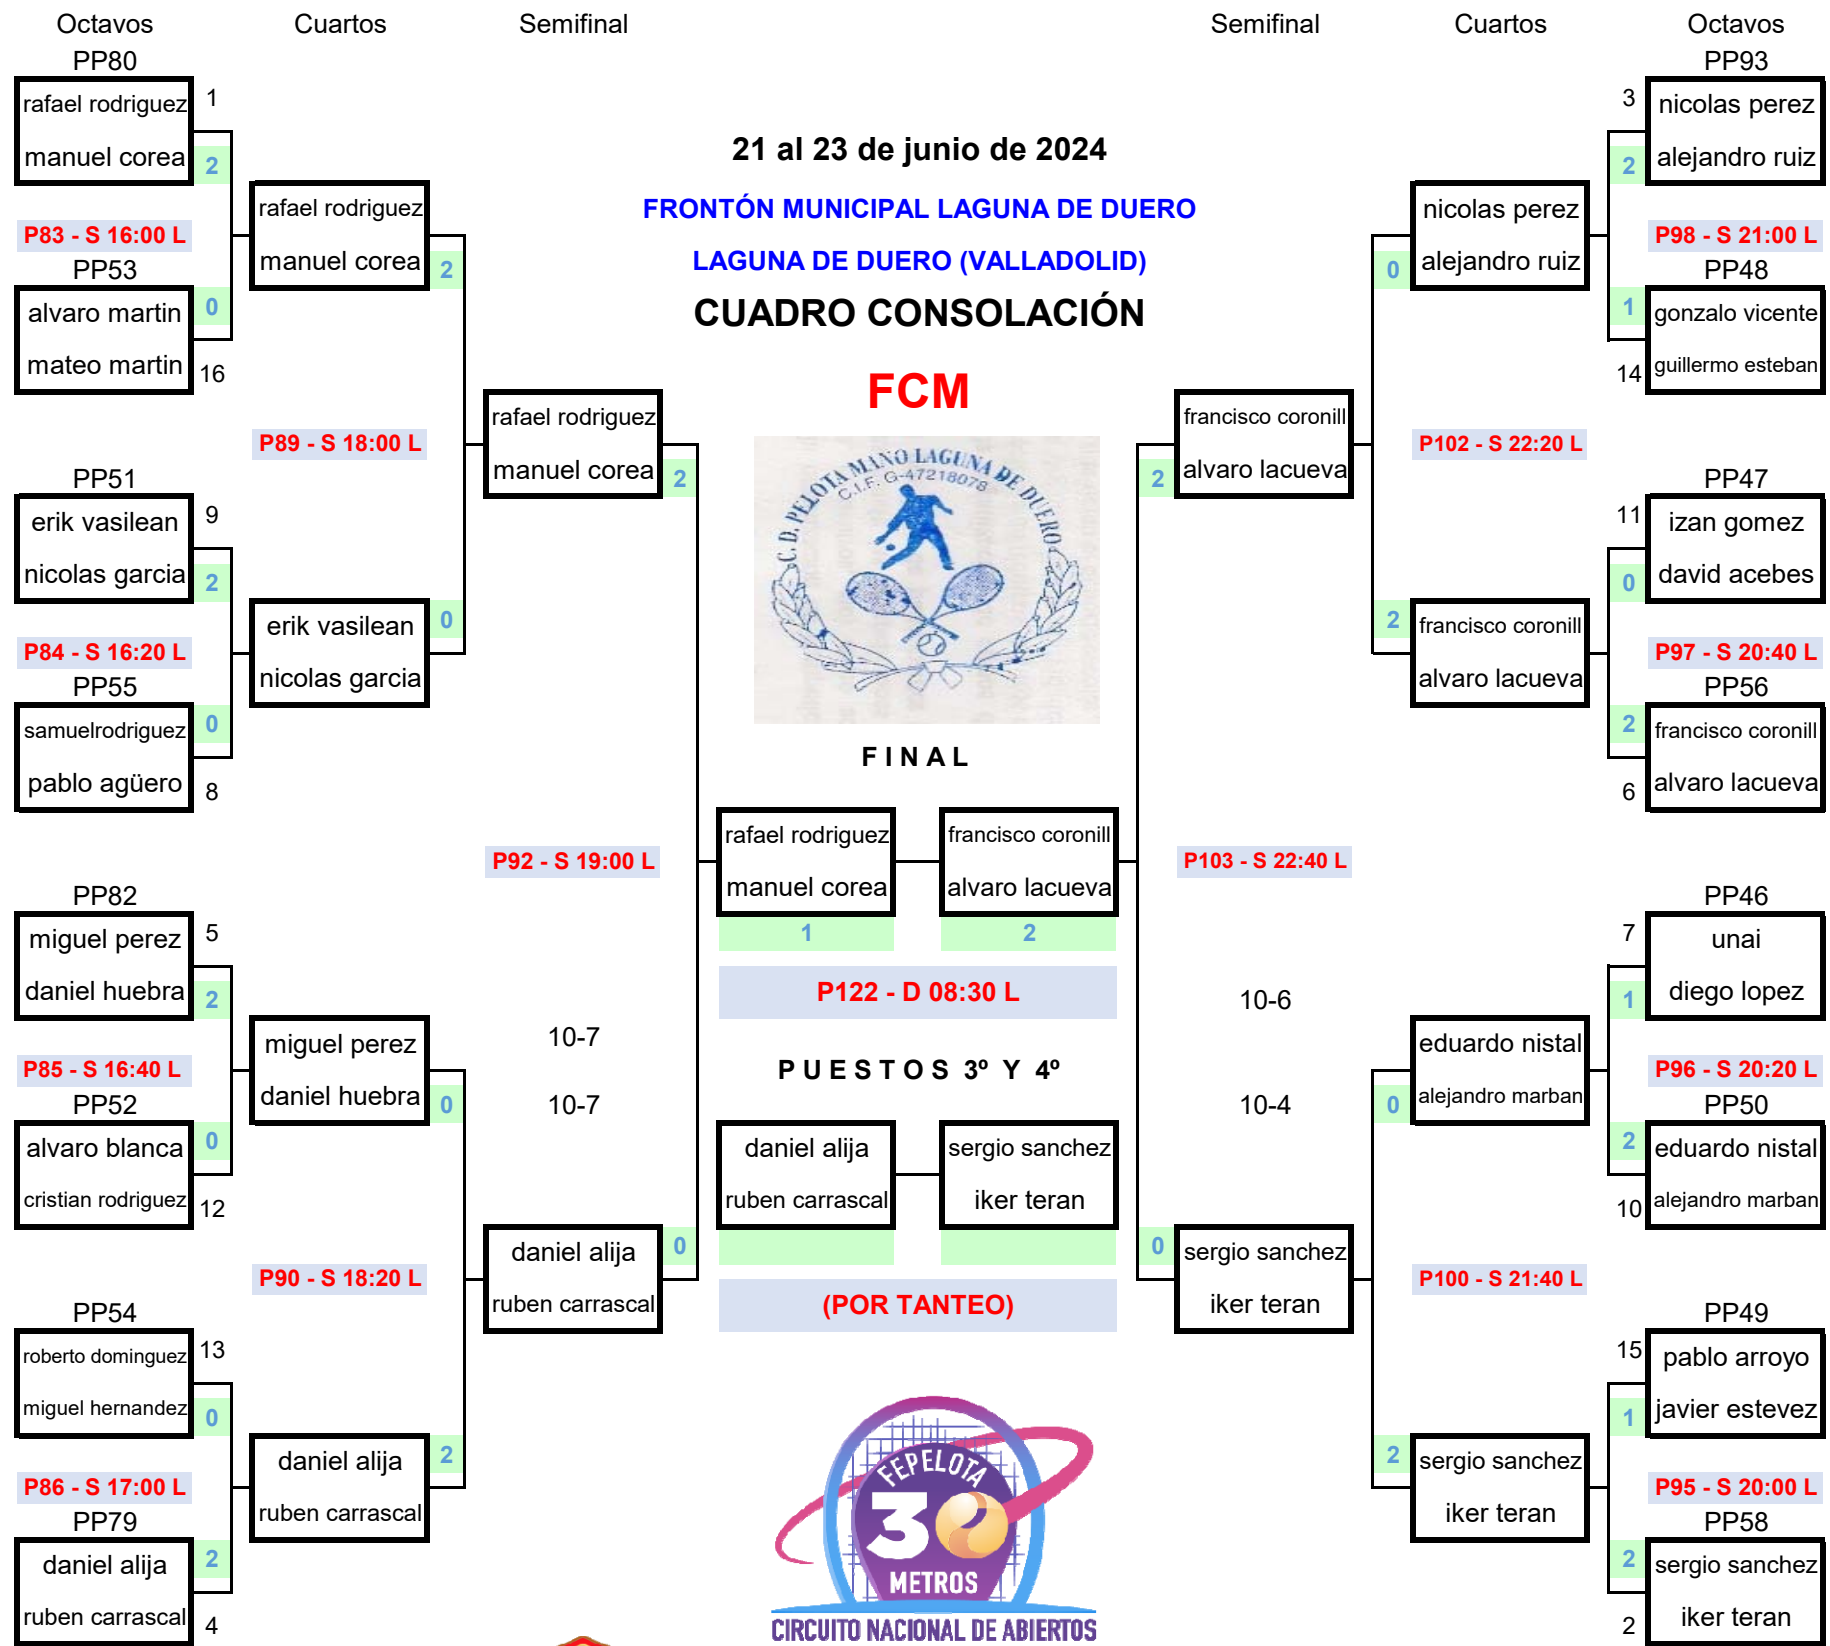 Octavos Cuartos Semifinal Semifinal Cuartos Octavos
PP80
rafael rodriguez 1
manuel corea 2
P83 - S 16:00 L
PP53
alvaro martin 0
mateo martin 16
PP51
erik vasilean 9
nicolas garcia 2
P84 - S 16:20 L
PP55
samuelrodriguez 0
pablo agüero 8
PP82
miguel perez 5
daniel huebra 2
P85 - S 16:40 L
PP52
alvaro blanca 0
cristian rodriguez 12
PP54
roberto dominguez 13
miguel hernandez 0
P86 - S 17:00 L
PP79
daniel alija 2
ruben carrascal 4
rafael rodriguez
manuel corea 2
P89 - S 18:00 L
erik vasilean 0
nicolas garcia
miguel perez
daniel huebra 0
P90 - S 18:20 L
daniel alija 2
ruben carrascal
rafael rodriguez
manuel corea 2
P92 - S 19:00 L
10-7
10-7
daniel alija 0
ruben carrascal
21 al 23 de junio de 2024
FRONTÓN MUNICIPAL LAGUNA DE DUERO
LAGUNA DE DUERO (VALLADOLID)
CUADRO CONSOLACIÓN
FCM
C. D. PELOTA MANO LAGUNA DE DUERO
C.I.F. G-47218078
F I N A L
rafael rodriguez francisco coronill
manuel corea alvaro lacueva
1 2
P122 - D 08:30 L
P U E S T O S 3º Y 4º
daniel alija sergio sanchez
ruben carrascal iker teran
(POR TANTEO)
FEPELOTA
30
METROS
CIRCUITO NACIONAL DE ABIERTOS
francisco coronill
2 alvaro lacueva
P103 - S 22:40 L
10-6
10-4
0 sergio sanchez
iker teran
nicolas perez
0 alejandro ruiz
P102 - S 22:20 L
2 francisco coronill
alvaro lacueva
eduardo nistal
0 alejandro marban
P100 - S 21:40 L
2 sergio sanchez
iker teran
PP93
3 nicolas perez
2 alejandro ruiz
P98 - S 21:00 L
PP48
1 gonzalo vicente
14 guillermo esteban
PP47
11 izan gomez
0 david acebes
P97 - S 20:40 L
PP56
2 francisco coronill
6 alvaro lacueva
PP46
7 unai
1 diego lopez
P96 - S 20:20 L
PP50
2 eduardo nistal
10 alejandro marban
PP49
15 pablo arroyo
1 javier estevez
P95 - S 20:00 L
PP58
2 sergio sanchez
2 iker teran